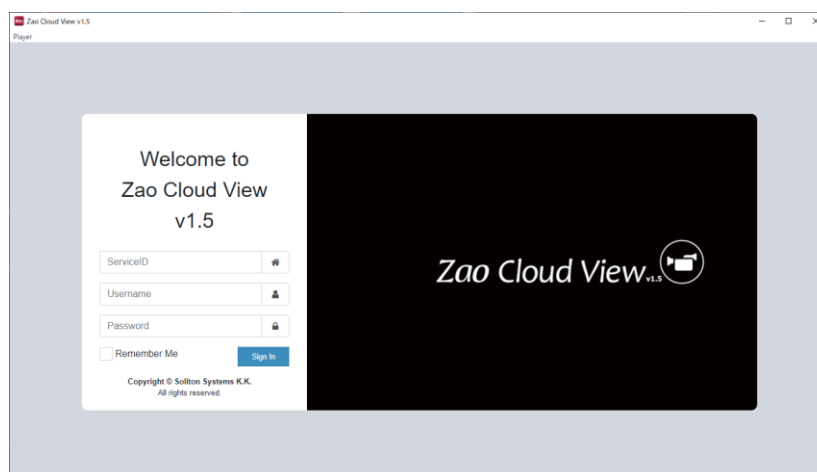 Zao Cloud View v1.5
Player
Welcome to
Zao Cloud View
v1.5
ServiceID
Username
Password
Remember Me
Sign In
Copyright © Soliton Systems K.K.
All rights reserved.
Zao Cloud View v1.5